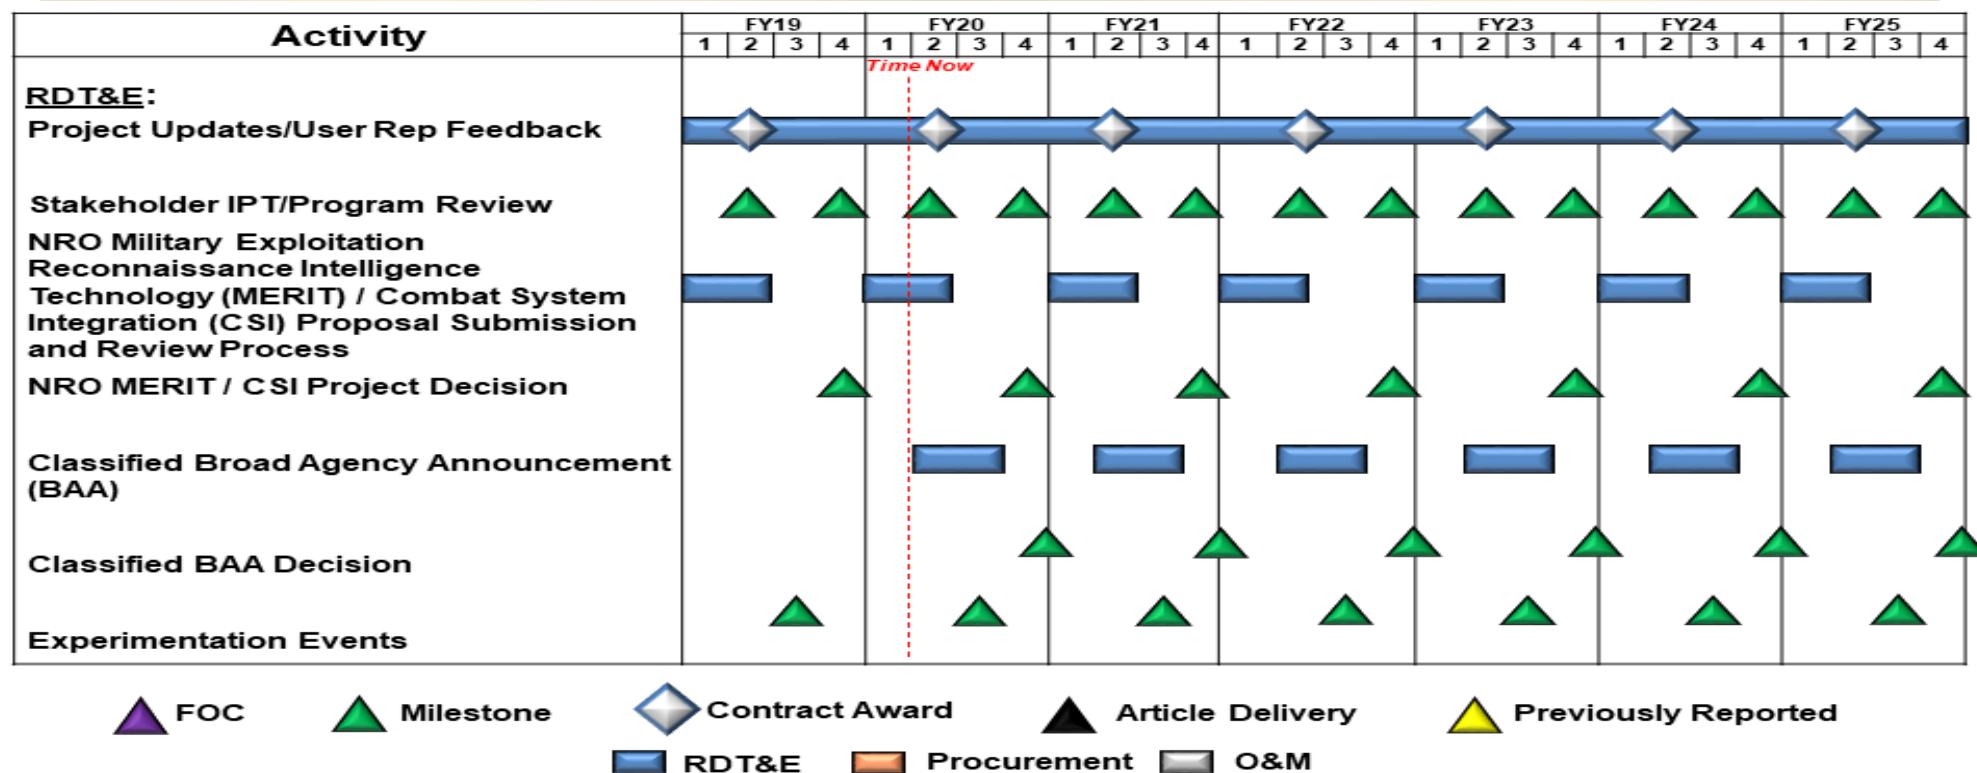 Activity
FY19 FY20 FY21 FY22 FY23 FY24 FY25
1 2 3 4 1 2 3 4 1 2 3 4 1 2 3 4 1 2 3 4 1 2 3 4 1 2 3 4
Time Now
RDT&E:
Project Updates/User Rep Feedback
Stakeholder IPT/Program Review
NRO Military Exploitation
Reconnaissance Intelligence
Technology (MERIT) / Combat System
Integration (CSI) Proposal Submission
and Review Process
NRO MERIT / CSI Project Decision
Classified Broad Agency Announcement
(BAA)
Classified BAA Decision
Experimentation Events
FOC Milestone Contract Award Article Delivery Previously Reported
RDT&E Procurement O&M